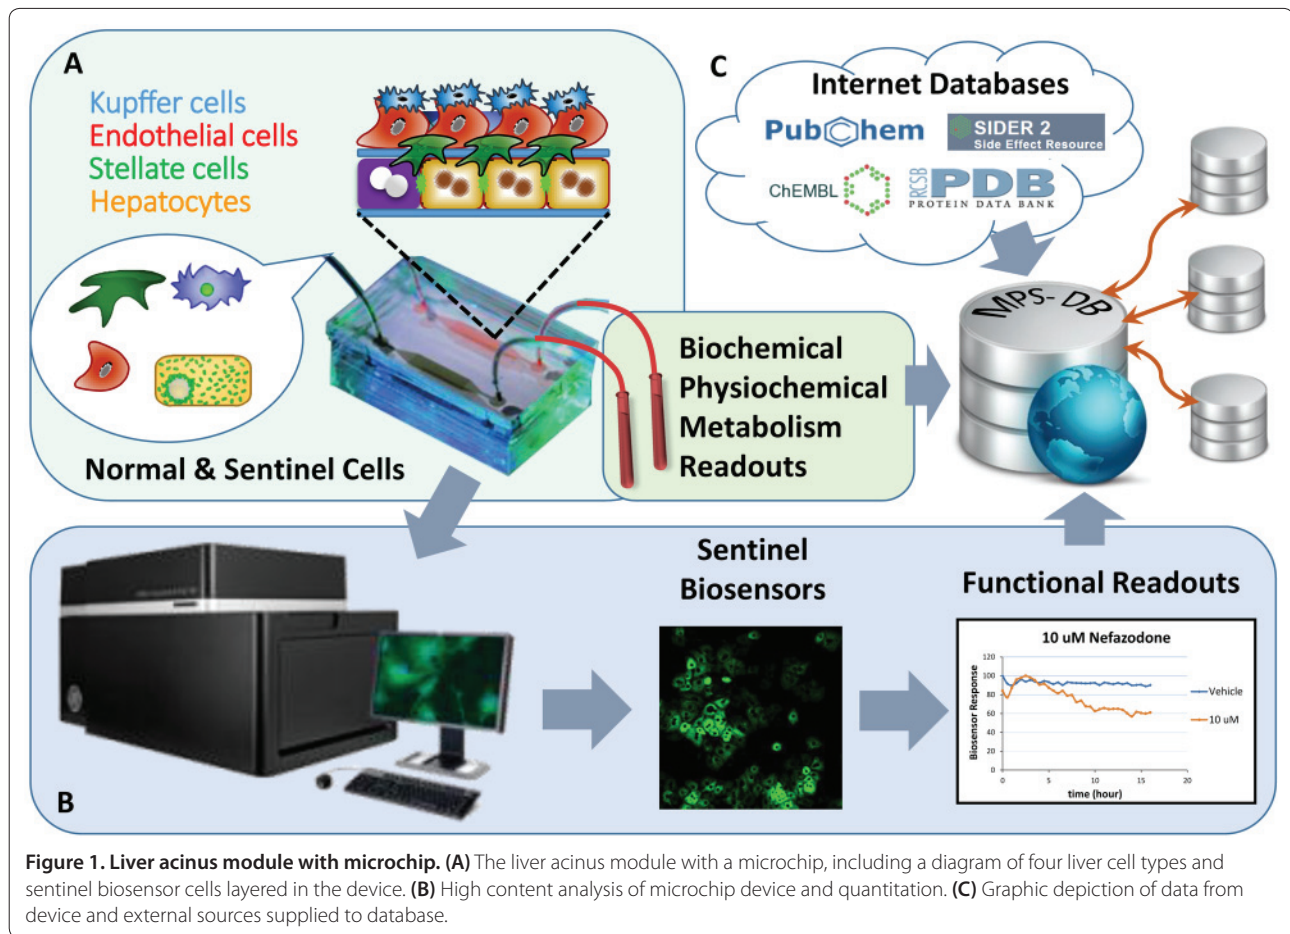 A
Kupffer cells
Endothelial cells
Stellate cells
Hepatocytes
Normal & Sentinel Cells
Biochemical
Physiochemical
Metabolism
Readouts
C
Internet Databases
PubChem
SIDER 2
Side Effect Resource
ChEMBL
RCSB
PDB
PROTEIN DATA BANK
MPS- DB
B
Sentinel
Biosensors
Functional Readouts
10 uM Nefazodone
Biosensor Response
120
100
80
60
40
20
0
0 5 10 15 20
time (hour)
Vehicle
10 uM
Figure 1. Liver acinus module with microchip. (A) The liver acinus module with a microchip, including a diagram of four liver cell types and
sentinel biosensor cells layered in the device. (B) High content analysis of microchip device and quantitation. (C) Graphic depiction of data from
device and external sources supplied to database.